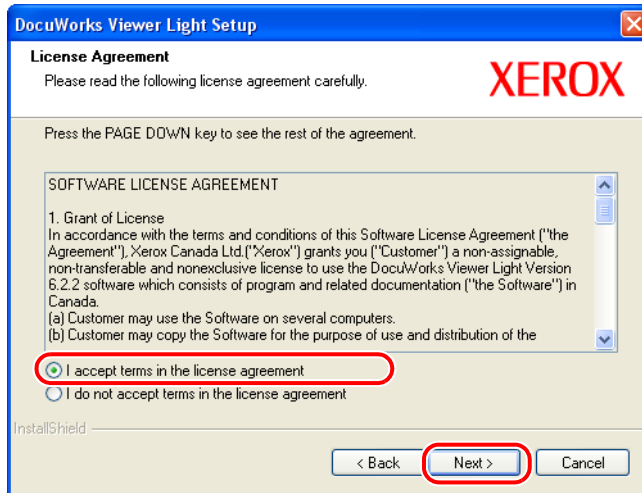 DocuWorks Viewer Light Setup
License Agreement
Please read the following license agreement carefully.
XEROX
Press the PAGE DOWN key to see the rest of the agreement.
SOFTWARE LICENSE AGREEMENT
1. Grant of License
In accordance with the terms and conditions of this Software License Agreement ("the
Agreement"), Xerox Canada Ltd.("Xerox") grants you ("Customer") a non-assignable,
non-transferable and nonexclusive license to use the DocuWorks Viewer Light Version
6.2.2 software which consists of program and related documentation ("the Software") in
Canada.
(a) Customer may use the Software on several computers.
(b) Customer may copy the Software for the purpose of use and distribution of the
I accept terms in the license agreement
I do not accept terms in the license agreement
InstallShield
< Back
Next >
Cancel